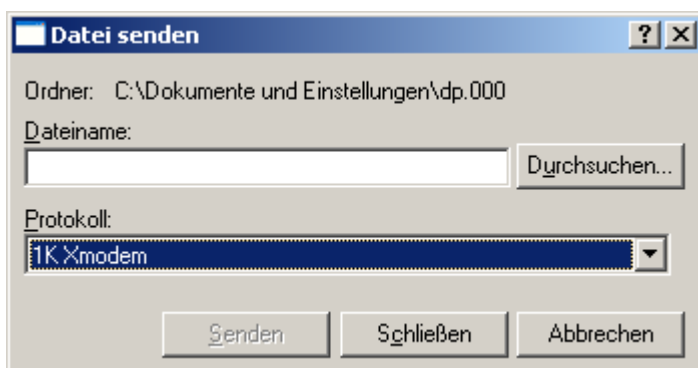 Datei senden
Ordner: C:\Dokumente und Einstellungen\dp.000
Dateiname:
Durchsuchen...
Protokoll:
1K Xmodem
Senden Schließen Abbrechen